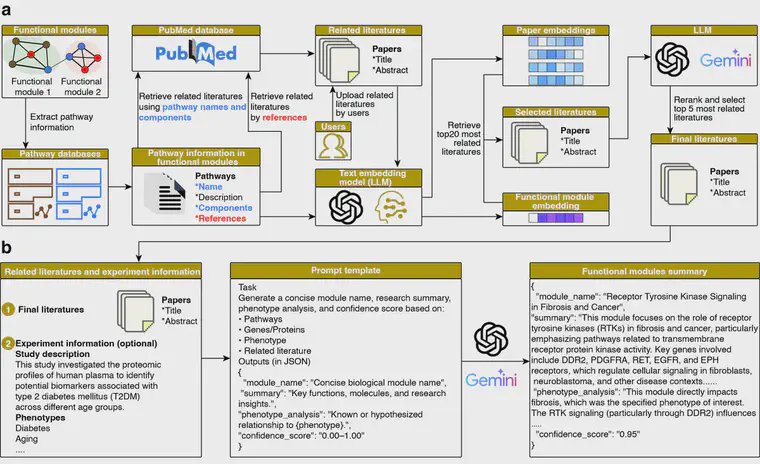 a
Functional modules
Functional
module 1
Functional
module 2
Extract pathway
information
Pathway databases
PubMed database
PubMed
Retrieve related literatures
using pathway names and
components
Retrieve related
literatures
by references
Pathway information in
functional modules
Pathways
*Name
*Description
*Components
*References
Related literatures
Papers
*Title
*Abstract
Upload related
literatures
by users
Users
Text embedding
model (LLM)
Paper embeddings
Retrieve
top20 most
related
literatures
Selected literatures
Papers
*Title
*Abstract
Functional module
embedding
LLM
Gemini
Rerank and select
top 5 most related
literatures
Final literatures
Papers
*Title
*Abstract
b
Related literatures and experiment information
1 Final literatures
Papers
*Title
*Abstract
2 Experiment information (optional)
Study description
This study investigated the proteomic
profiles of human plasma to identify
potential biomarkers associated with
type 2 diabetes mellitus (T2DM)
across different age groups.
Phenotypes
Diabetes
Aging
....
Prompt template
Task
Generate a concise module name, research summary,
phenotype analysis, and confidence score based on:
• Pathways
• Genes/Proteins
• Phenotype
• Related literature
Outputs (in JSON)
{
"module_name": "Concise biological module name",
"summary": "Key functions, molecules, and research
insights.",
"phenotype_analysis": "Known or hypothesized
relationship to {phenotype}.",
"confidence_score": "0.00–1.00"
}
Gemini
Functional modules summary
{
"module_name": "Receptor Tyrosine Kinase Signaling
in Fibrosis and Cancer",
"summary": "This module focuses on the role of receptor
tyrosine kinases (RTKs) in fibrosis and cancer, particularly
emphasizing pathways related to transmembrane
receptor protein kinase activity. Key genes involved
include DDR2, PDGFRA, RET, EGFR, and EPH
receptors, which regulate cellular signaling in fibroblasts,
neuroblastoma, and other disease contexts......
"phenotype_analysis": "This module directly impacts
fibrosis, which was the specified phenotype of interest.
The RTK signaling (particularly through DDR2) influences
.....
"confidence_score": "0.95"
}